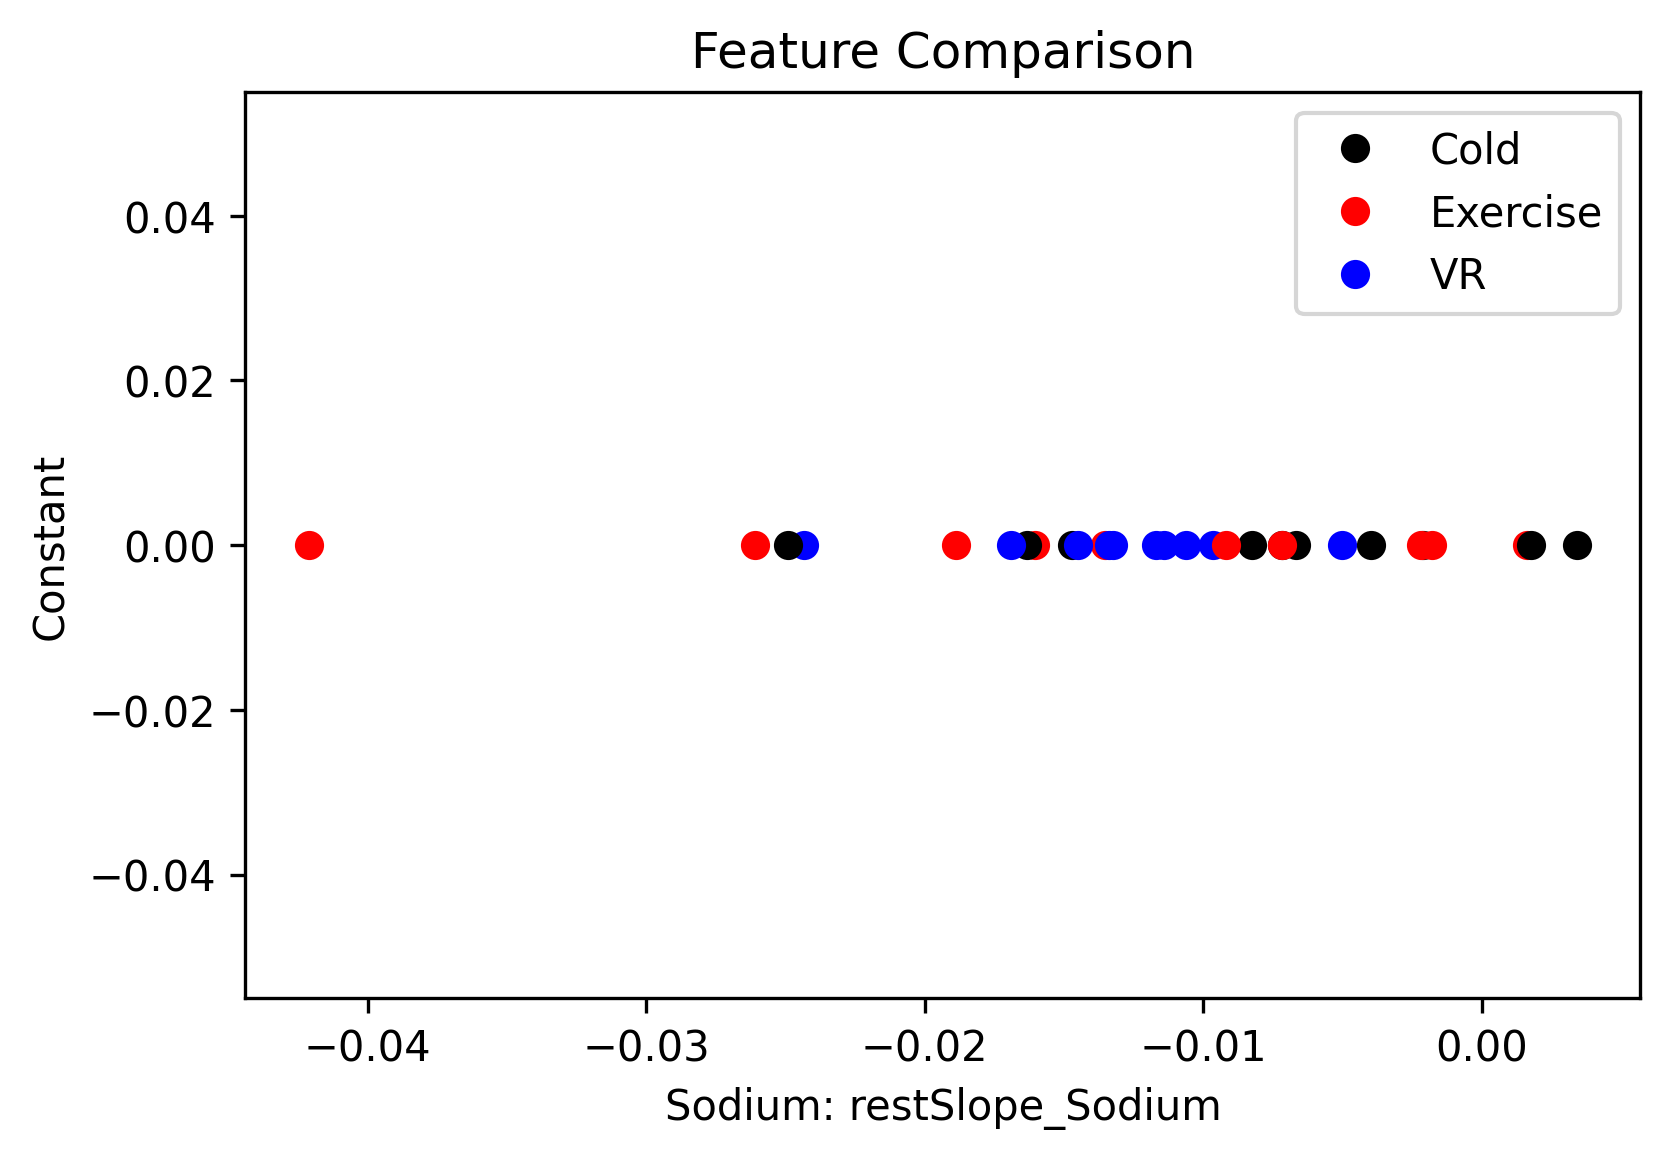 Feature Comparison
Cold
Exercise
VR
0.04
0.02
0.00
−0.02
−0.04
Constant
−0.04
−0.03
−0.02
−0.01
0.00
Sodium: restSlope_Sodium